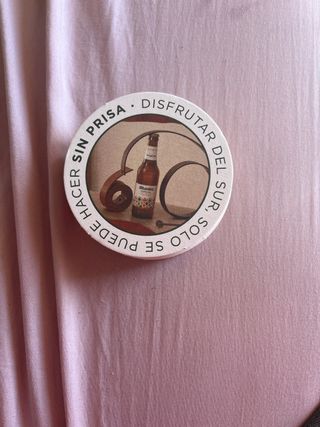 DISFRUTAR DEL SUR, SOLO SE PUEDE HACER SIN PRISA ·